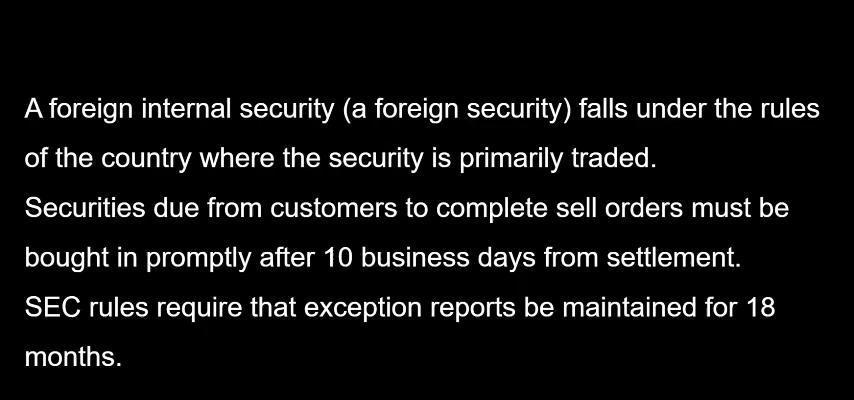 A foreign internal security (a foreign security) falls under the rules
of the country where the security is primarily traded.
Securities due from customers to complete sell orders must be
bought in promptly after 10 business days from settlement.
SEC rules require that exception reports be maintained for 18
months.